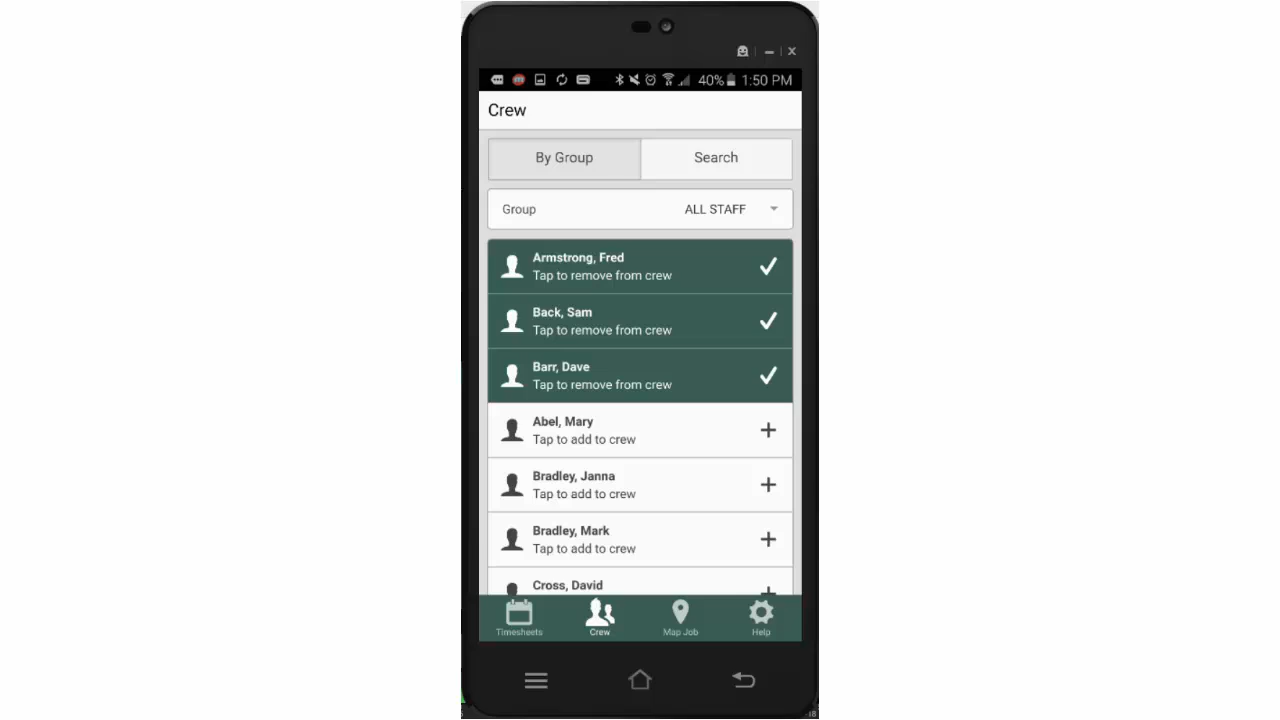 40% 1:50 PM
Crew
By Group Search
Group ALL STAFF
Armstrong, Fred
Tap to remove from crew
Back, Sam
Tap to remove from crew
Barr, Dave
Tap to remove from crew
Abel, Mary
Tap to add to crew
Bradley, Janna
Tap to add to crew
Bradley, Mark
Tap to add to crew
Cross, David
Timesheets Crew Map Job Help